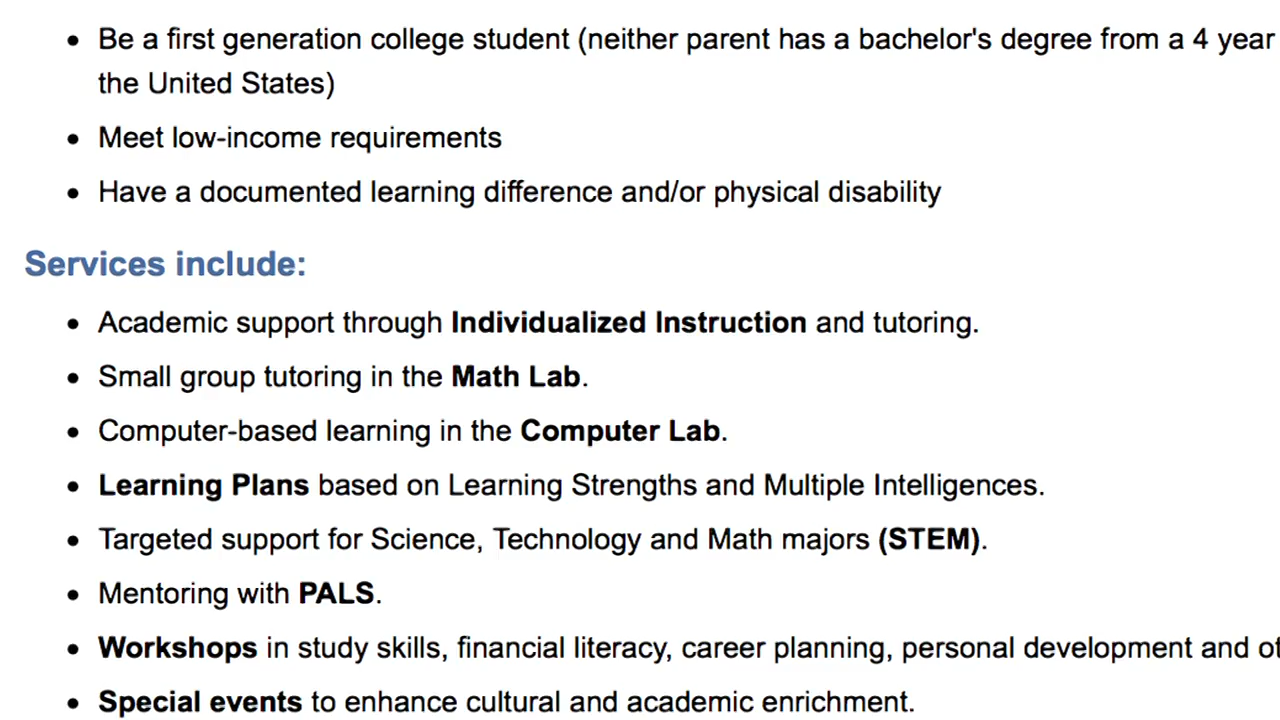 Be a first generation college student (neither parent has a bachelor's degree from a 4 year
the United States)
Meet low-income requirements
Have a documented learning difference and/or physical disability
Services include:
Academic support through Individualized Instruction and tutoring.
Small group tutoring in the Math Lab.
Computer-based learning in the Computer Lab.
Learning Plans based on Learning Strengths and Multiple Intelligences.
Targeted support for Science, Technology and Math majors (STEM).
Mentoring with PALS.
Workshops in study skills, financial literacy, career planning, personal development and
Special events to enhance cultural and academic enrichment.